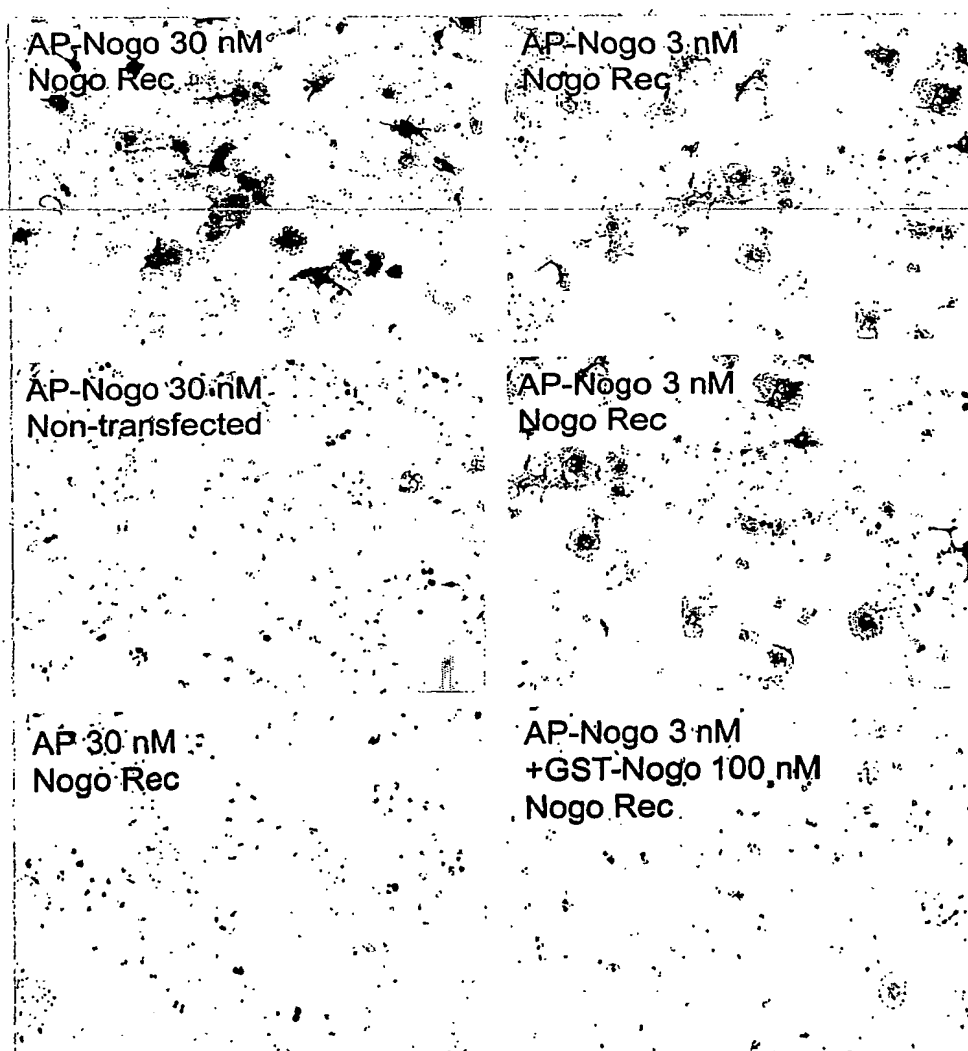 AP-Nogo 30 nM
Nogo Rec
AP-Nogo 3 nM
Nogo Rec
AP-Nogo 30 nM
Non-transfected
AP-Nogo 3 nM
Nogo Rec
AP 30 nM
Nogo Rec
AP-Nogo 3 nM
+GST-Nogo 100 nM
Nogo Rec